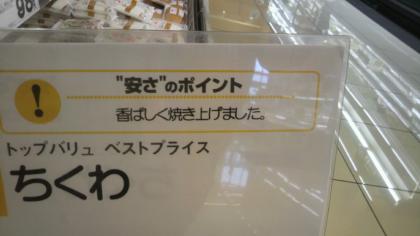 "安さ"のポイント
香ばしく焼き上げました。
トップバリュ ベストプライス
ちくわ